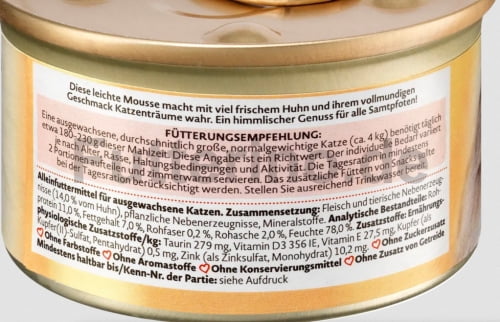 Diese leichte Mousse macht mit viel frischem Huhn und ihrem vollmundigen
Geschmack Katzenträume wahr. Ein himmlischer Genuss für alle Samtpfoten!
FÜTTERUNGSEMPFEHLUNG:
Eine ausgewachsene, durchschnittlich große, normalgewichtige Katze (ca. 4 kg) benötigt täglich
etwa 180-230g dieser Mahlzeit. Diese Angabe ist ein Richtwert. Der individuelle Bedarf variiert
je nach Alter, Rasse, Haltungsbedingungen und Aktivität. Die Tagesration in mindestens
2 Portionen aufteilen und zimmerwarm servieren. Das zusätzliche Füttern von Snacks sollte
bei der Tagesration berücksichtigt werden. Stellen Sie ausreichend Trinkwasser
Alleinfuttermittel für ausgewachsene Katzen. Zusammensetzung: Fleisch und tierische Nebenerzeug-
nisse (14,0% vom Huhn), pflanzliche Nebenerzeugnisse, Mineralstoffe. Analytische Bestandteile: Roh-
protein 11,0 %, Fettgehalt 7,0 %, Rohfaser 0,2 %, Rohasche 2,0 %, Feuchte 78,0 %. Zusatzstoffe: Ernährungs-
physiologische Zusatzstoffe/kg: Taurin 279 mg, Vitamin D3 356 IE, Vitamin E 27,5 mg, Kupfer (als
Kupfer(II)-Sulfat, Pentahydrat) 0,5 mg, Zink (als Zinksulfat, Monohydrat) 10,2 mg. Ohne Zuckerzusatz
Ohne Farbstoffe Ohne Aromastoffe Ohne Konservierungsmittel Ohne Zusatz von Getreide
Mindestens haltbar bis/Kenn-Nr. der Partie: siehe Aufdruck